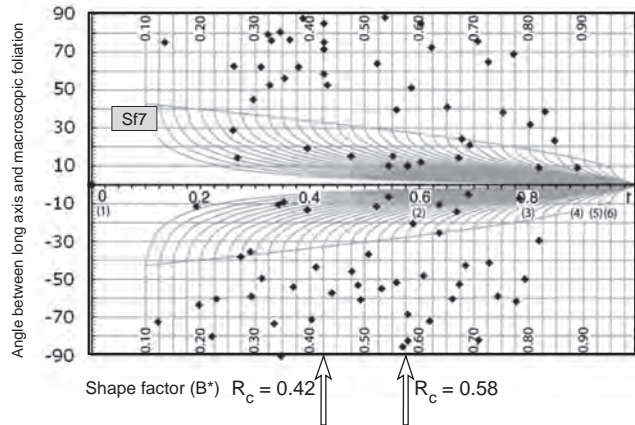 Angle between long axis and macroscopic foliation
90
70
50
30
10
-10
-30
-50
-70
-90
0.10 0.20 0.30 0.40 0.50 0.60 0.70 0.80 0.90
Sf7
0 0.2 0.4 0.6 0.8 1
(1) (2) (3) (4) (5) (6)
0.10 0.20 0.30 0.40 0.50 0.60 0.70 0.80 0.90
Shape factor (B*) Rc = 0.42 Rc = 0.58